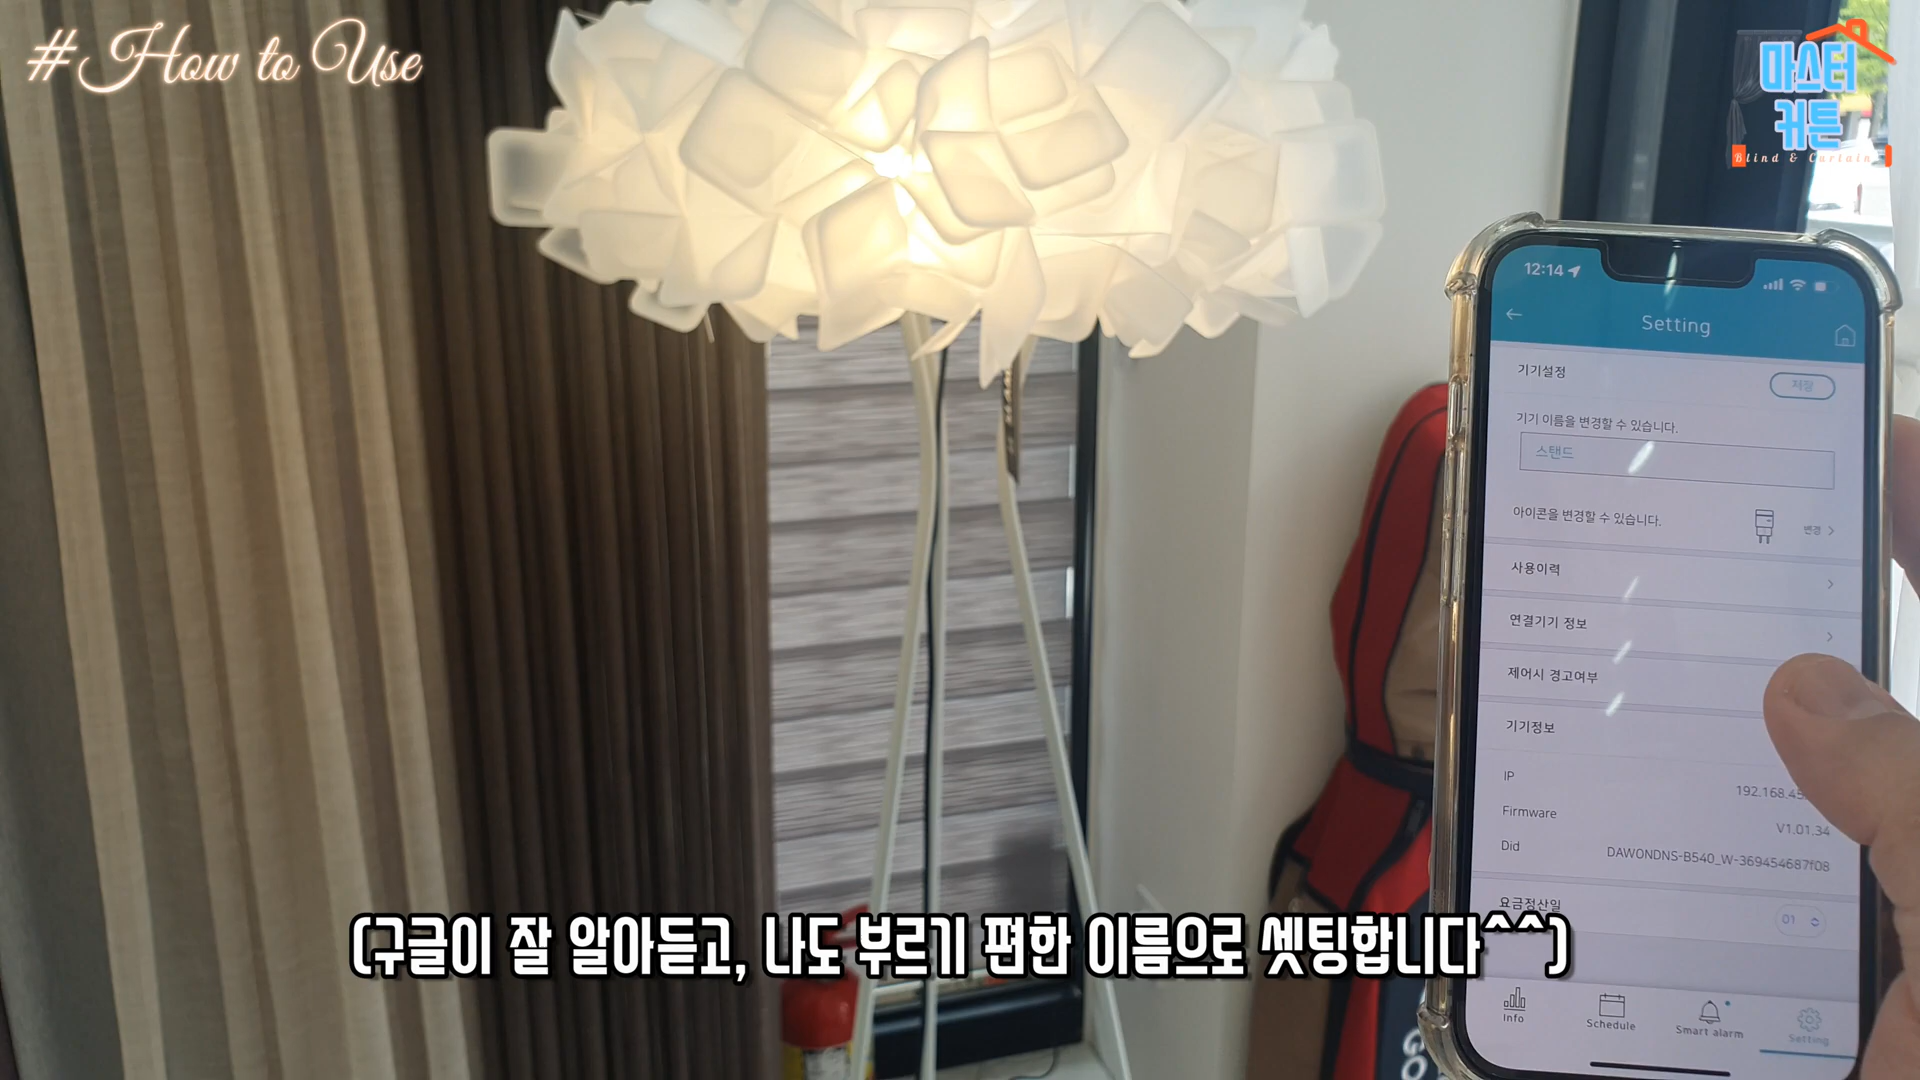 #How to Use
마스터
커튼
Blind & Curtain
12:14
Setting
기기설정
저장
기기 이름을 변경할 수 있습니다.
스탠드
아이콘을 변경할 수 있습니다.
변경
사용이력
연결기기 정보
제어시 경고여부
기기정보
IP
192.168.45
Firmware
V1.01.34
Did
DAWONDNS-B540_W-369454687f08
요금정산일
01
(구글이 잘 알아듣고, 나도 부르기 편한 이름으로 셋팅합니다^^)
Info
Schedule
Smart alarm
Setting
GO